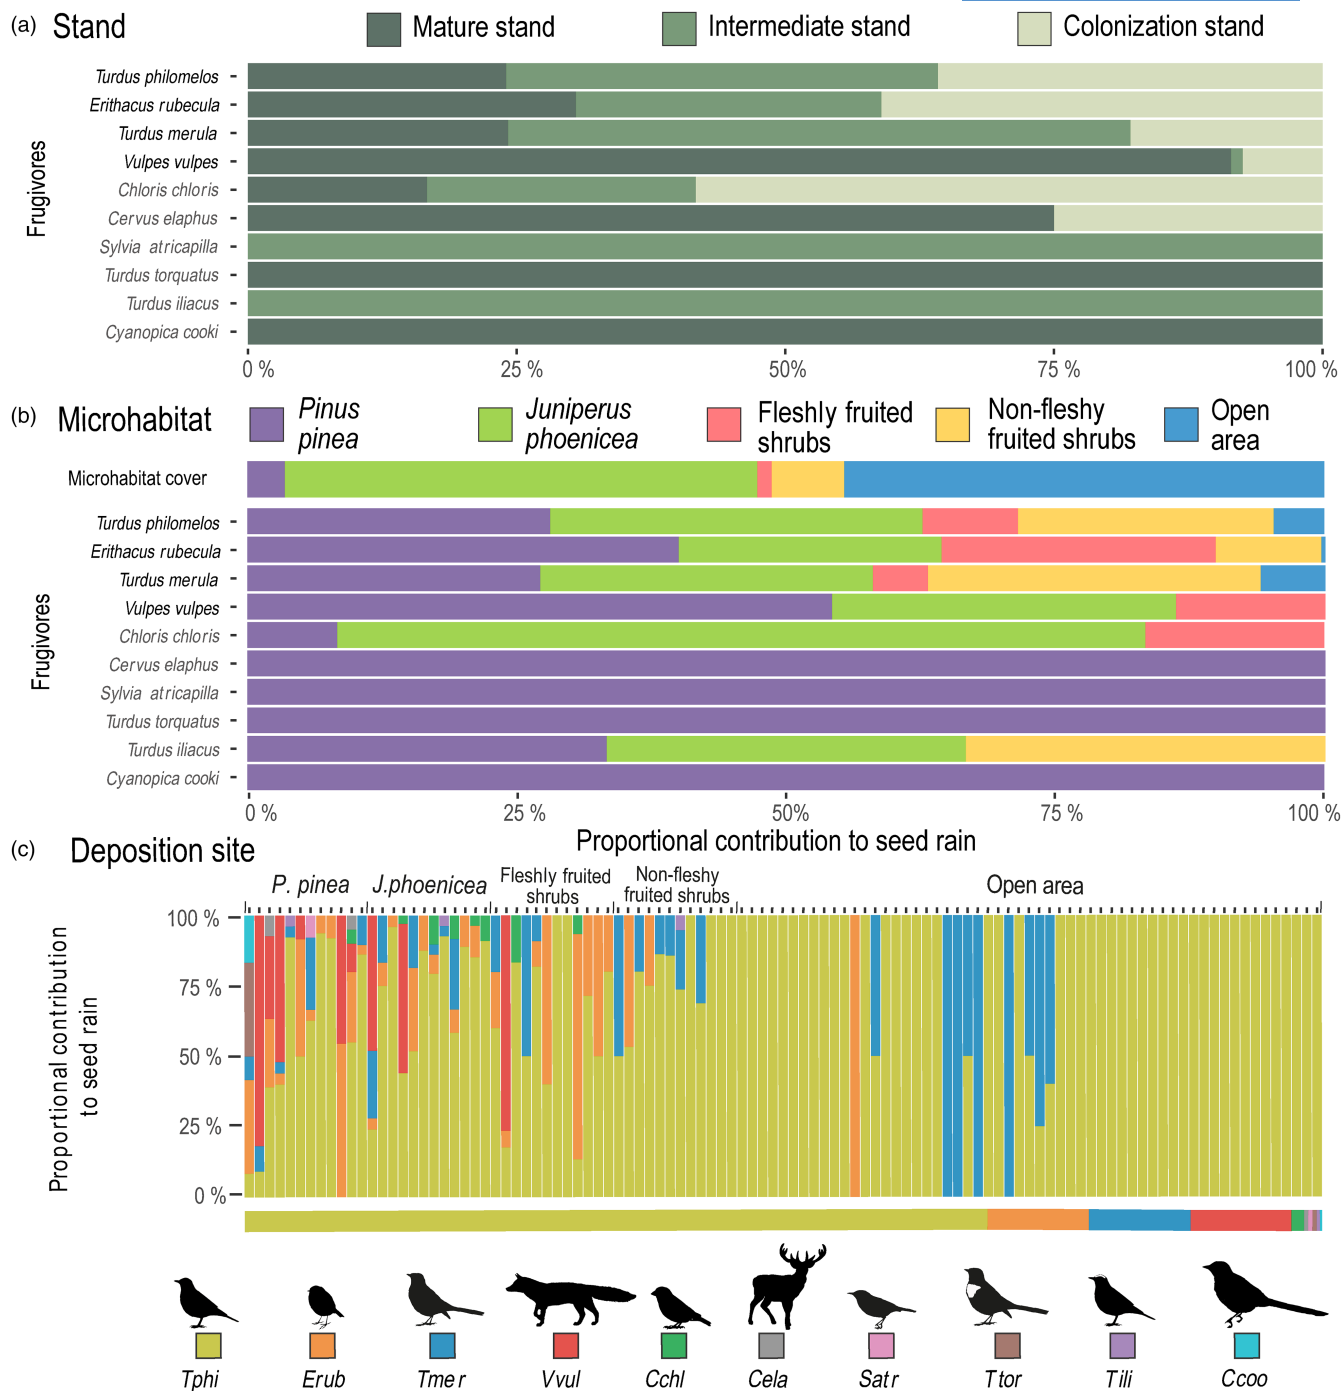 (a) Stand
Mature stand
Intermediate stand
Colonization stand
Frugivores
Turdus philomelos
Erithacus rubecula
Turdus merula
Vulpes vulpes
Chloris chloris
Cervus elaphus
Sylvia atricapilla
Turdus torquatus
Turdus iliacus
Cyanopica cooki
0 % 25 % 50% 75 % 100 %
(b) Microhabitat
Pinus
pinea
Juniperus
phoenicea
Fleshly fruited
shrubs
Non-fleshy
fruited shrubs
Open
area
Microhabitat cover
Frugivores
Turdus philomelos
Erithacus rubecula
Turdus merula
Vulpes vulpes
Chloris chloris
Cervus elaphus
Sylvia atricapilla
Turdus torquatus
Turdus iliacus
Cyanopica cooki
0 % 25 % 50% 75 % 100 %
Proportional contribution to seed rain
(c) Deposition site
P. pinea
J.phoenicea
Fleshly fruited
shrubs
Non-fleshy
fruited shrubs
Open area
Proportional contribution
to seed rain
100 %
75 %
50 %
25 %
0 %
Tphi Erub Tmer Vvul Cchl Cela Satr Ttor Tili Ccoo